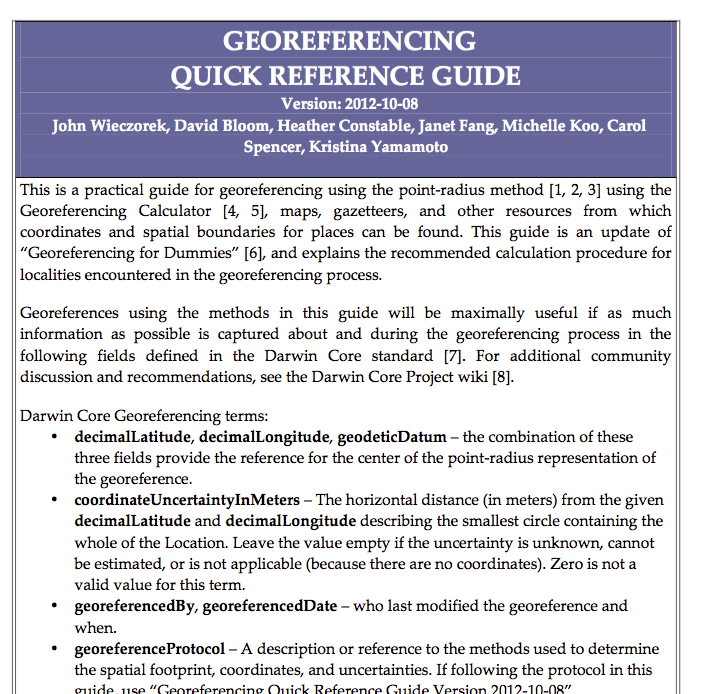 GEOREFERENCING
QUICK REFERENCE GUIDE
Version: 2012-10-08
John Wieczorek, David Bloom, Heather Constable, Janet Fang, Michelle Koo, Carol
Spencer, Kristina Yamamoto
This is a practical guide for georeferencing using the point-radius method [1, 2, 3] using the
Georeferencing Calculator [4, 5], maps, gazetteers, and other resources from which
coordinates and spatial boundaries for places can be found. This guide is an update of
“Georeferencing for Dummies” [6], and explains the recommended calculation procedure for
localities encountered in the georeferencing process.
Georeferences using the methods in this guide will be maximally useful if as much
information as possible is captured about and during the georeferencing process in the
following fields defined in the Darwin Core standard [7]. For additional community
discussion and recommendations, see the Darwin Core Project wiki [8].
Darwin Core Georeferencing terms:
• decimalLatitude, decimalLongitude, geodeticDatum – the combination of these
three fields provide the reference for the center of the point-radius representation of
the georeference.
• coordinateUncertaintyInMeters – The horizontal distance (in meters) from the given
decimalLatitude and decimalLongitude describing the smallest circle containing the
whole of the Location. Leave the value empty if the uncertainty is unknown, cannot
be estimated, or is not applicable (because there are no coordinates). Zero is not a
valid value for this term.
• georeferencedBy, georeferencedDate – who last modified the georeference and
when.
• georeferenceProtocol – A description or reference to the methods used to determine
the spatial footprint, coordinates, and uncertainties. If following the protocol in this
guide, use “Georeferencing Quick Reference Guide Version 2012-10-08”